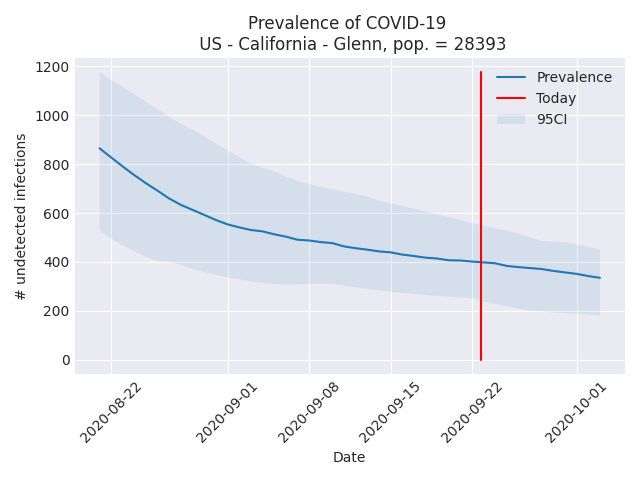 Prevalence of COVID-19
US - California - Glenn, pop. = 28393
1200
1000
800
600
400
200
0
# undetected infections
Prevalence
Today
95CI
2020-08-22
2020-09-01
2020-09-08
2020-09-15
2020-09-22
2020-10-01
Date